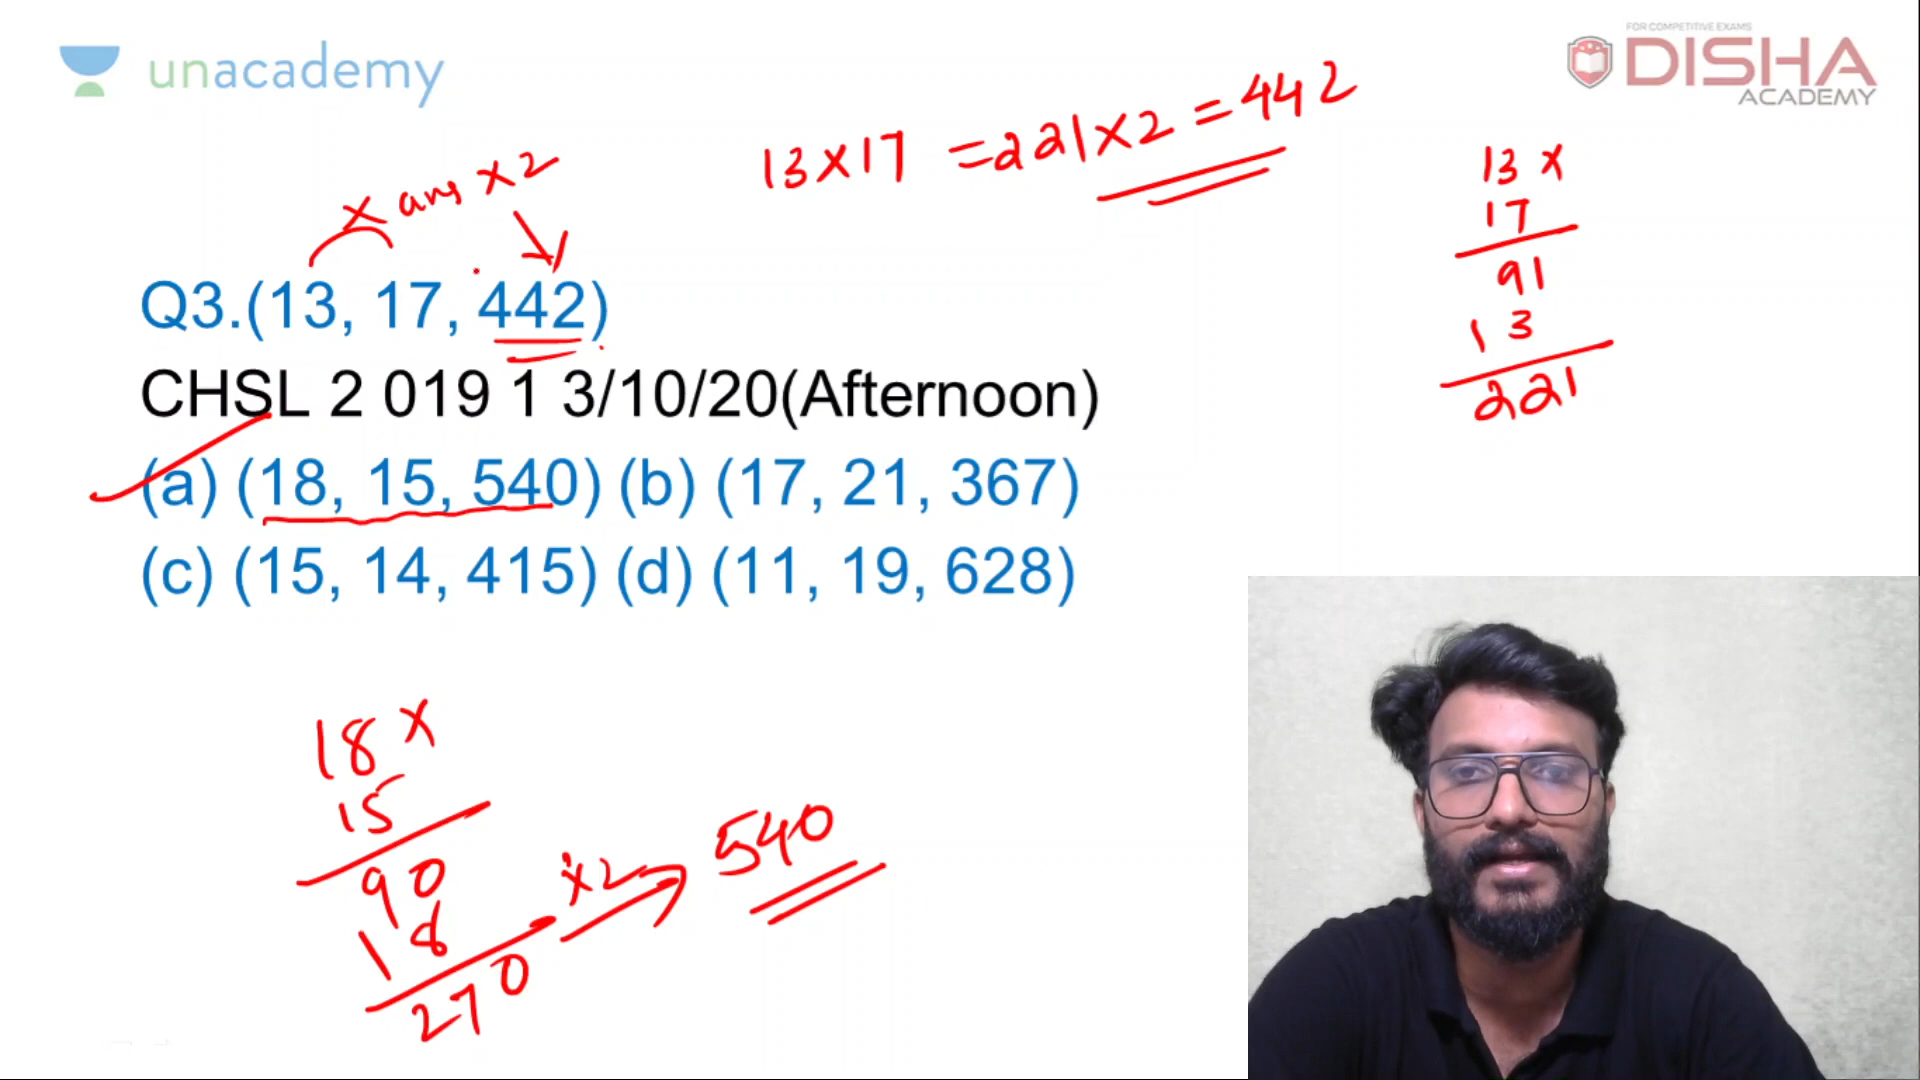 unacademy
FOR COMPETITIVE EXAMS
DISHA
ACADEMY
13×17 =221×2 =442
× ans ×2
13 ×
17
91
13
221
Q3.(13, 17, 442)
CHSL 2 019 1 3/10/20(Afternoon)
(a) (18, 15, 540) (b) (17, 21, 367)
(c) (15, 14, 415) (d) (11, 19, 628)
18 ×
15
90
18
270
×2
540